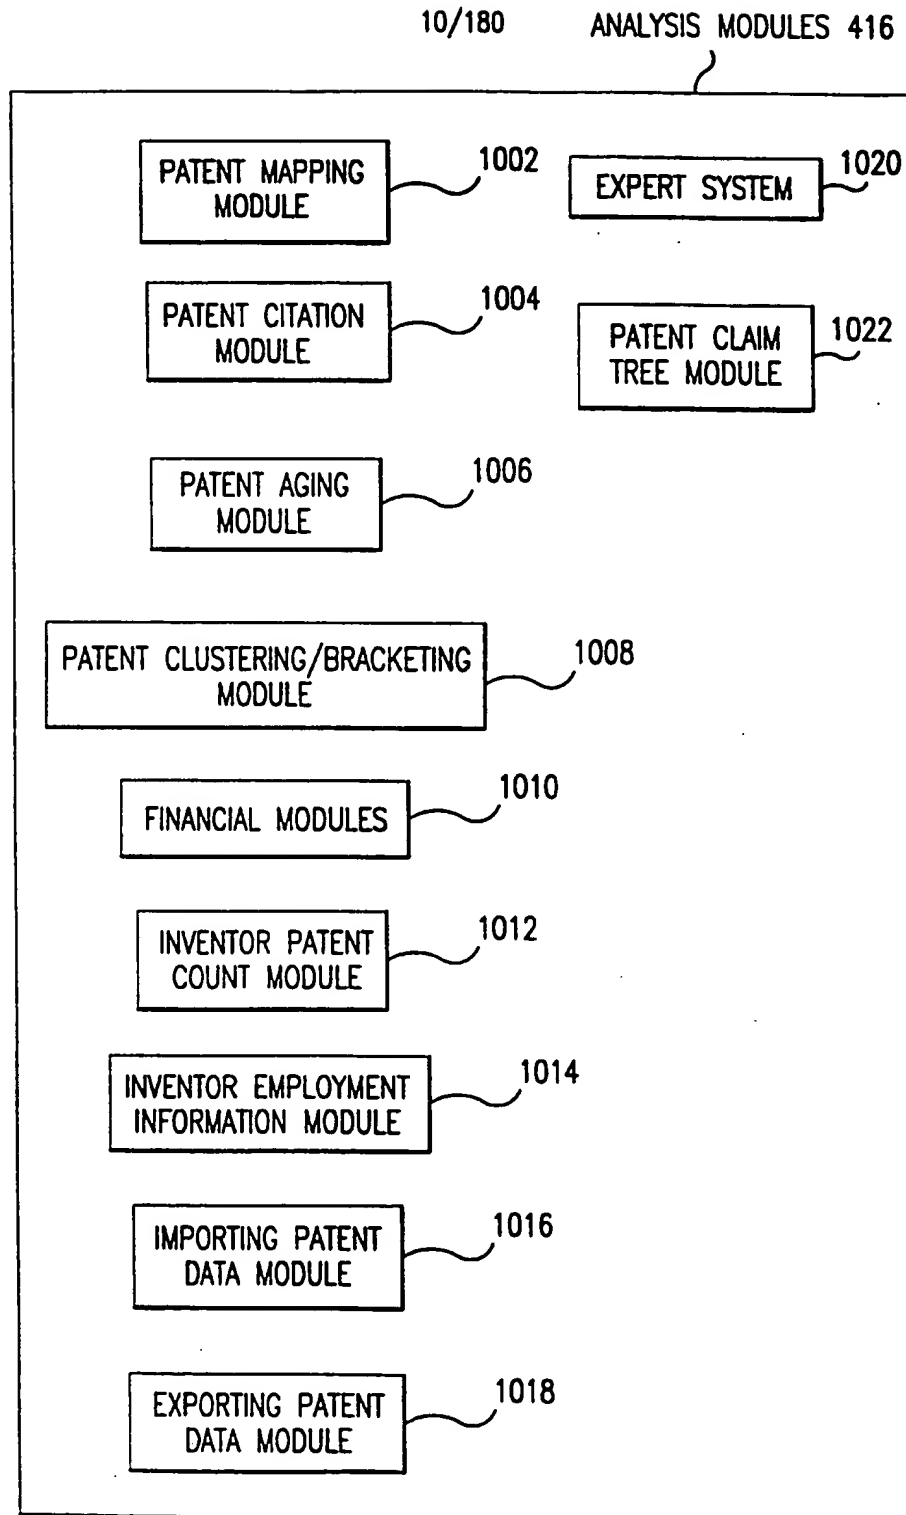 10/180
ANALYSIS MODULES 416
PATENT MAPPING
MODULE
1002
EXPERT SYSTEM
1020
PATENT CITATION
MODULE
1004
PATENT CLAIM
TREE MODULE
1022
PATENT AGING
MODULE
1006
PATENT CLUSTERING/BRACKETING
MODULE
1008
FINANCIAL MODULES
1010
INVENTOR PATENT
COUNT MODULE
1012
INVENTOR EMPLOYMENT
INFORMATION MODULE
1014
IMPORTING PATENT
DATA MODULE
1016
EXPORTING PATENT
DATA MODULE
1018